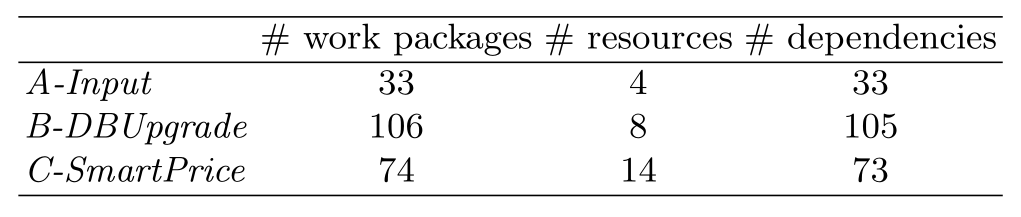 # work packages # resources # dependencies
A-Input 33 4 33
B-DBUpgrade 106 8 105
C-SmartPrice 74 14 73